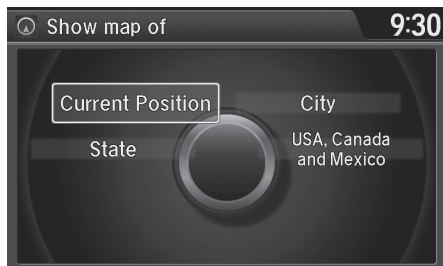 Show map of
9:30
Current Position
City
State
USA, Canada
and Mexico